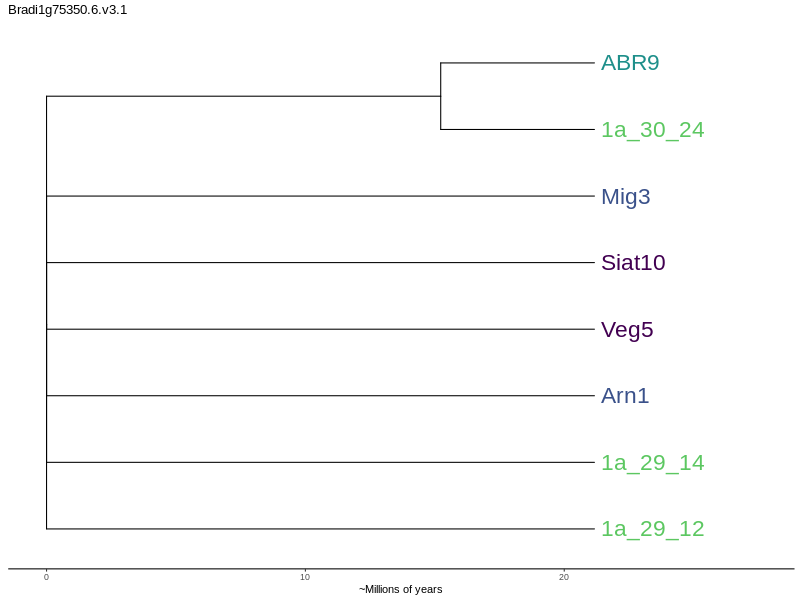 Bradi1g75350.6.v3.1
ABR9
1a_30_24
Mig3
Siat10
Veg5
Arn1
1a_29_14
1a_29_12
0 10 20
~Millions of years